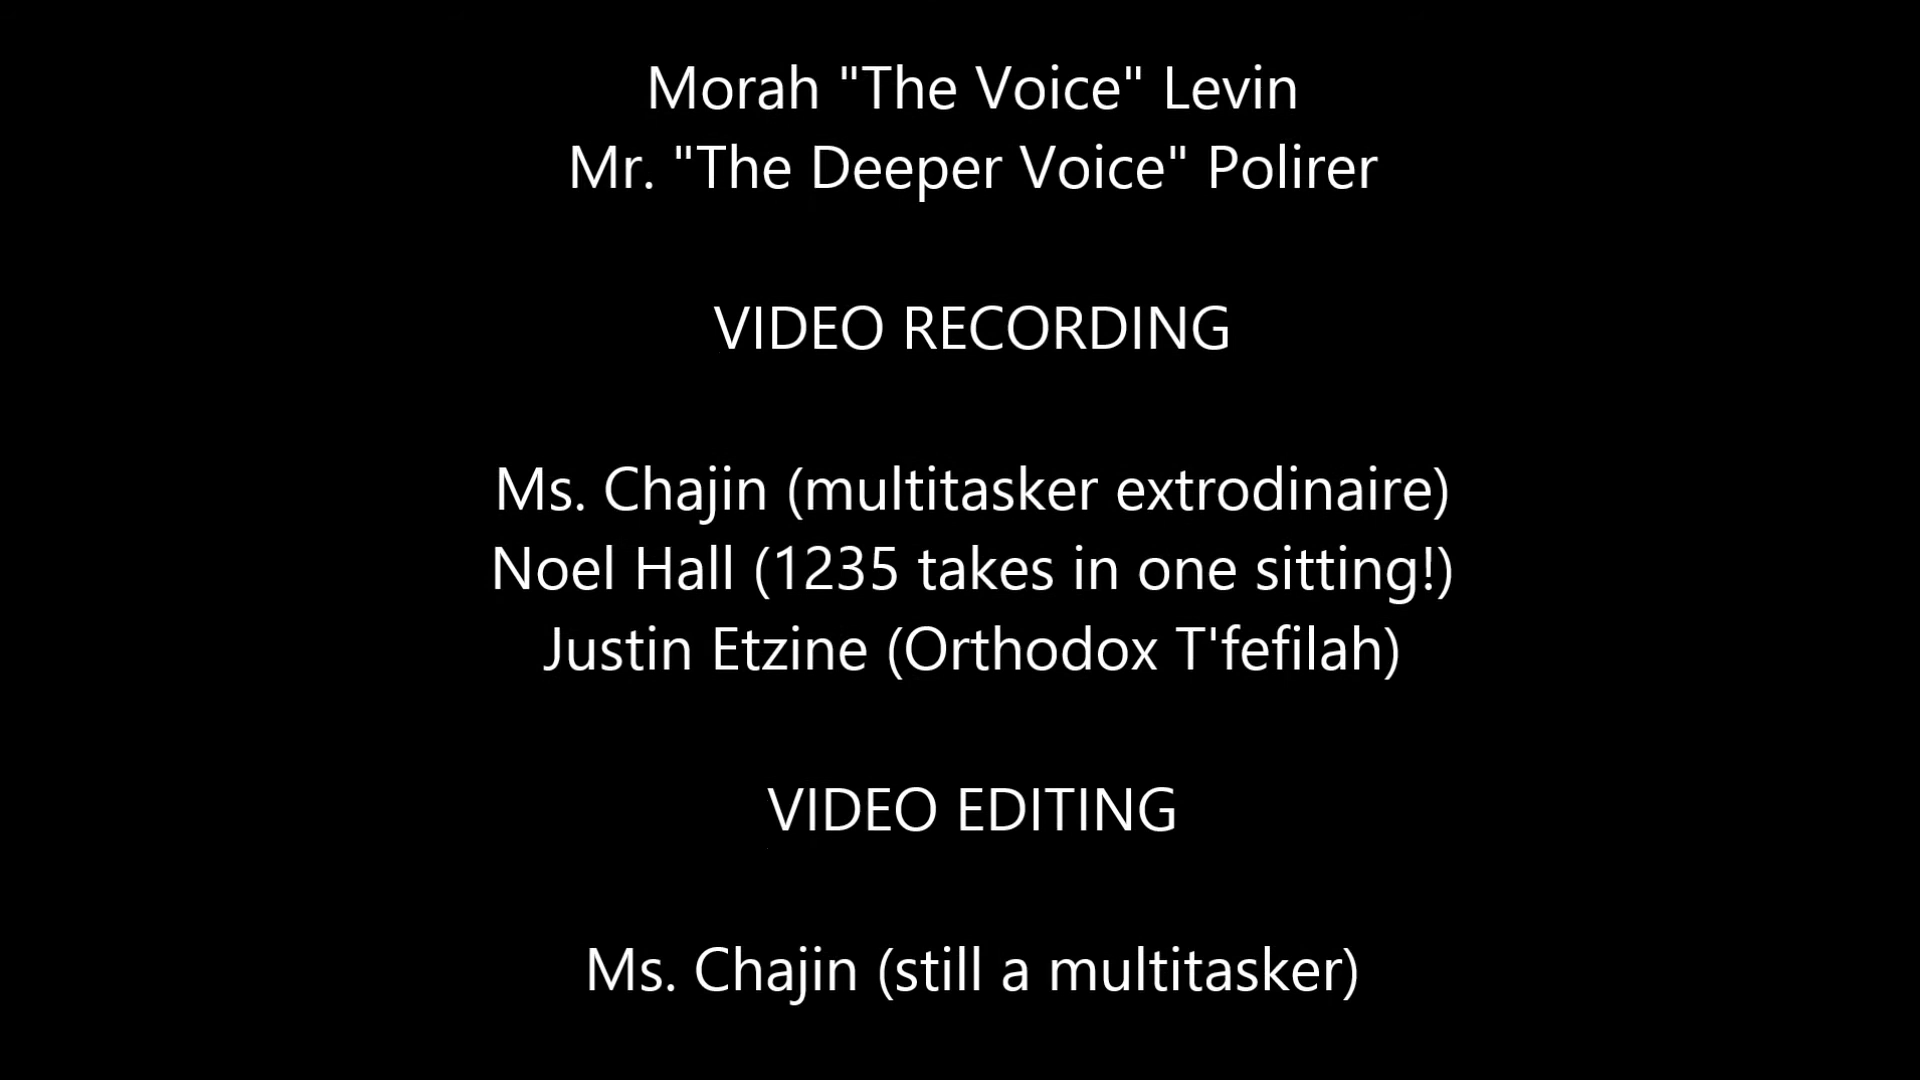 Morah "The Voice" Levin
Mr. "The Deeper Voice" Polirer
VIDEO RECORDING
Ms. Chajin (multitasker extrodinaire)
Noel Hall (1235 takes in one sitting!)
Justin Etzine (Orthodox T'fefilah)
VIDEO EDITING
Ms. Chajin (still a multitasker)